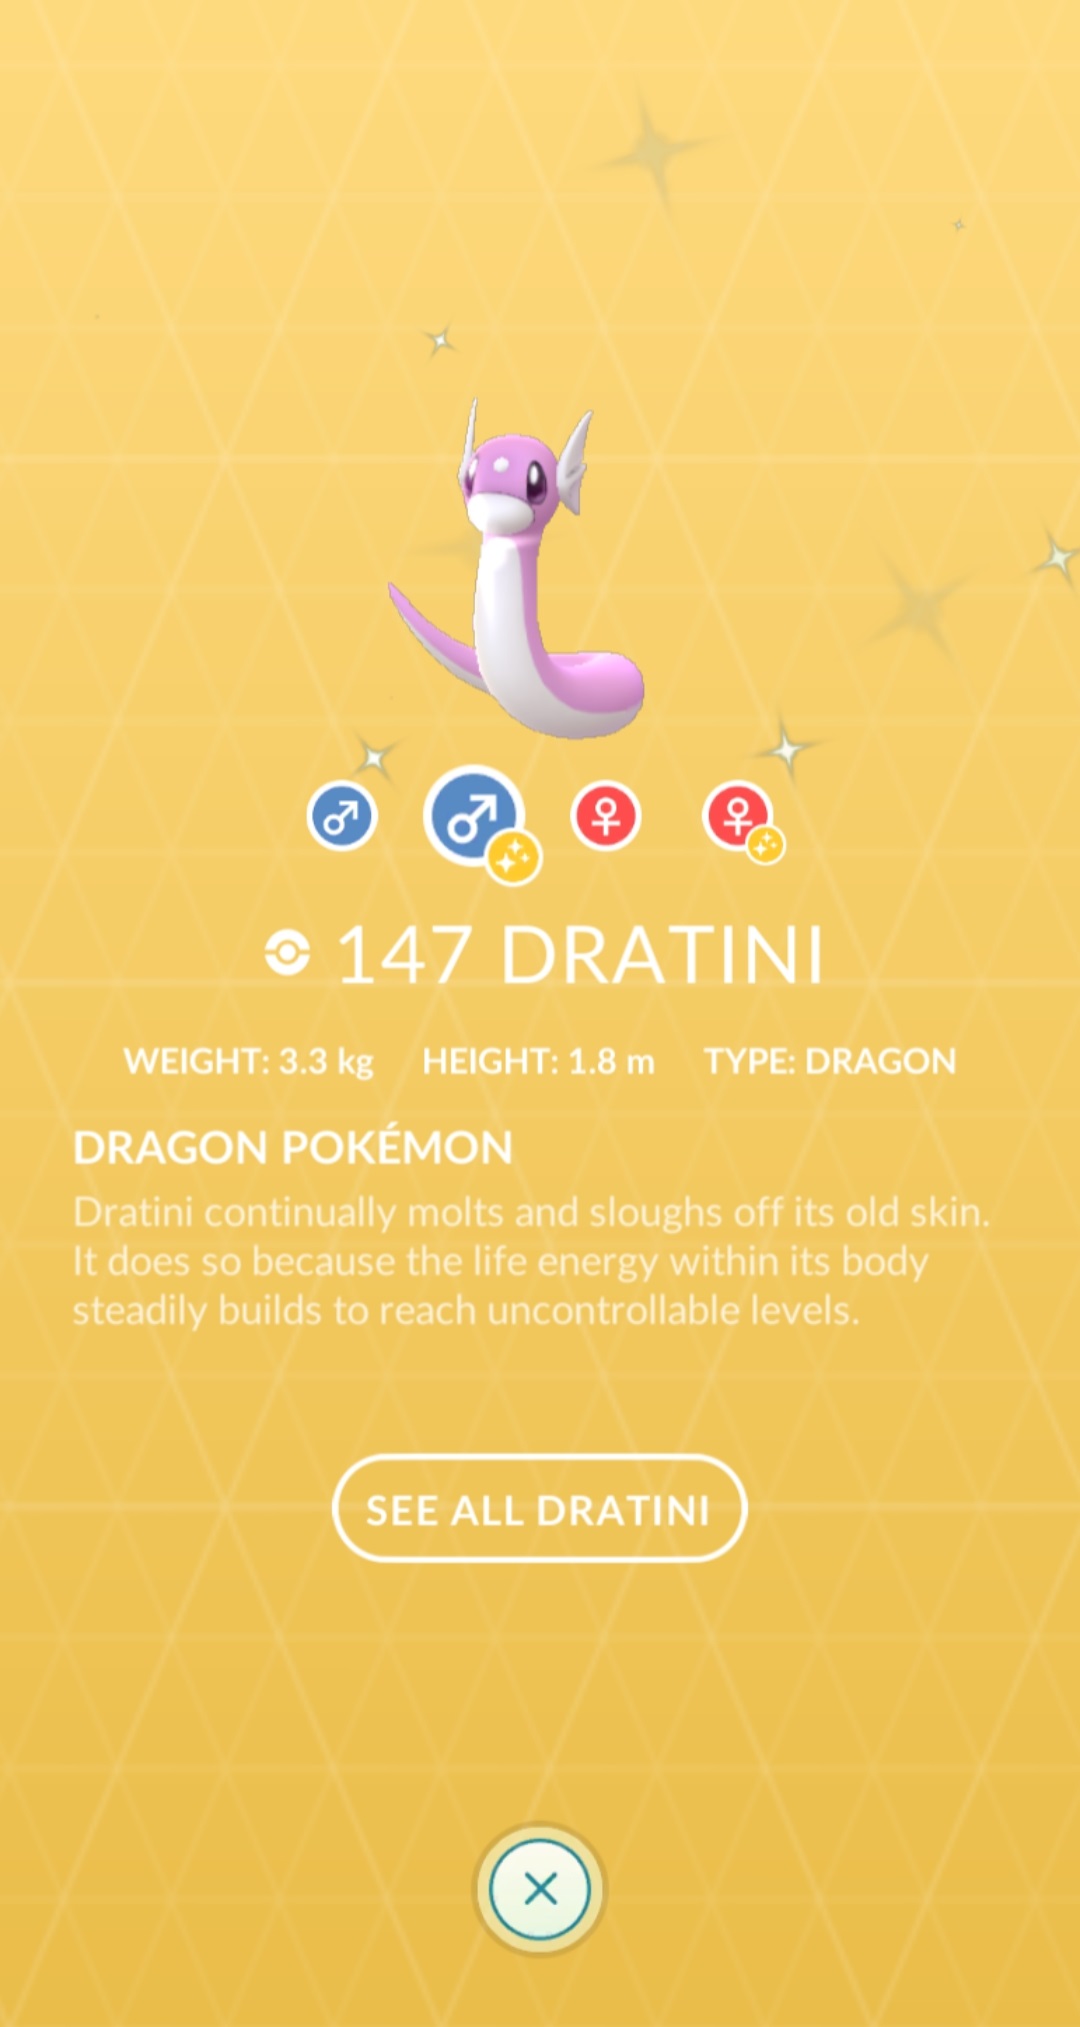 147 DRATINI
WEIGHT: 3.3 kg HEIGHT: 1.8 m TYPE: DRAGON
DRAGON POKÉMON
Dratini continually molts and sloughs off its old skin.
It does so because the life energy within its body
steadily builds to reach uncontrollable levels.
SEE ALL DRATINI